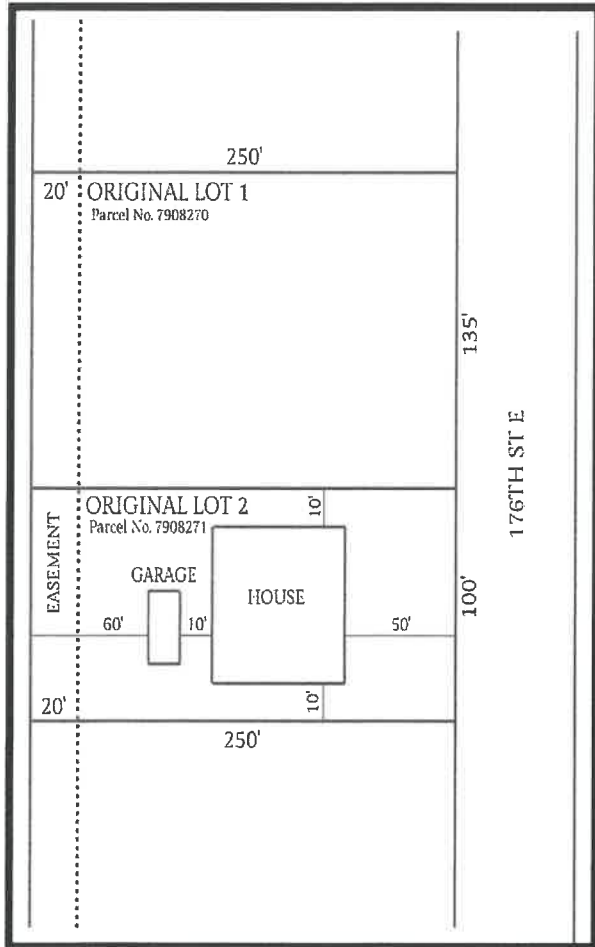 250'
20' ORIGINAL LOT 1
Parcel No. 7908270
135'
176TH ST E
ORIGINAL LOT 2
Parcel No. 7908271
10'
EASEMENT
GARAGE
HOUSE
100'
60'
10'
50'
20'
10'
250'